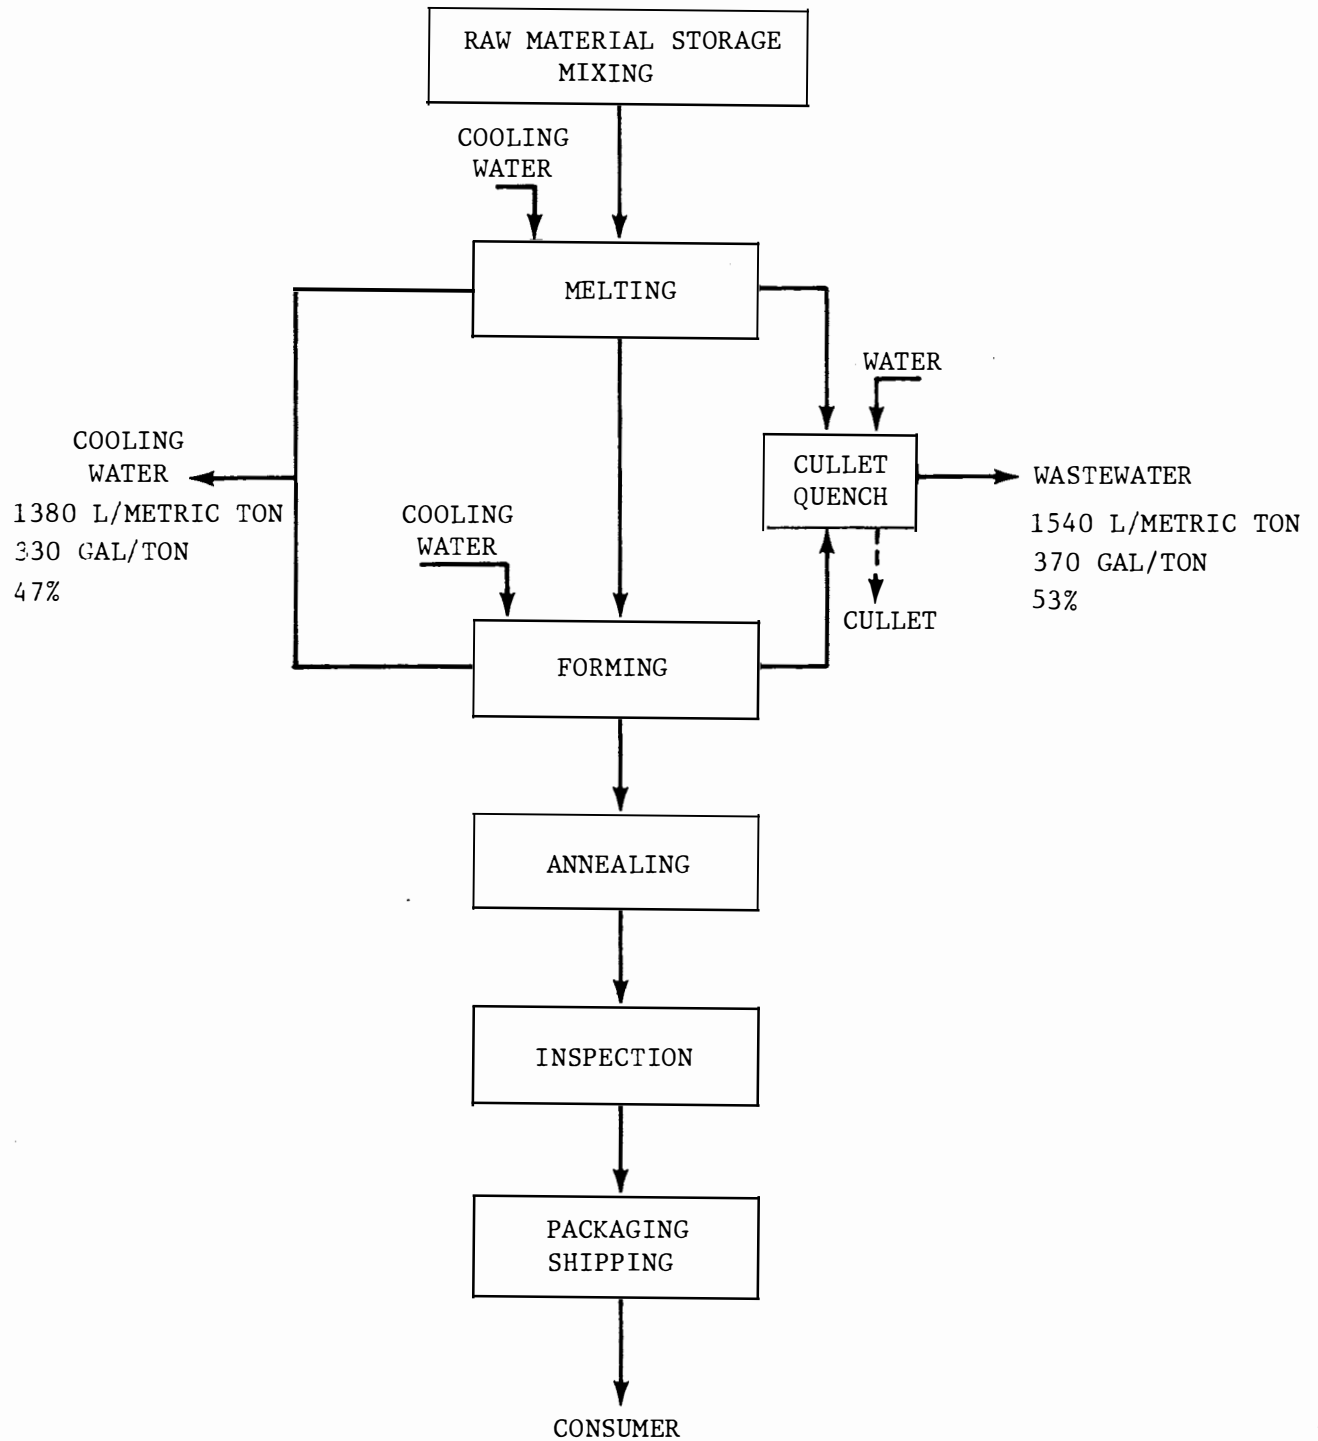 RAW MATERIAL STORAGE
MIXING
COOLING
WATER
MELTING
WATER
COOLING
WATER
1380 L/METRIC TON
330 GAL/TON
47%
COOLING
WATER
CULLET
QUENCH
WASTEWATER
1540 L/METRIC TON
370 GAL/TON
53%
CULLET
FORMING
ANNEALING
INSPECTION
PACKAGING
SHIPPING
CONSUMER